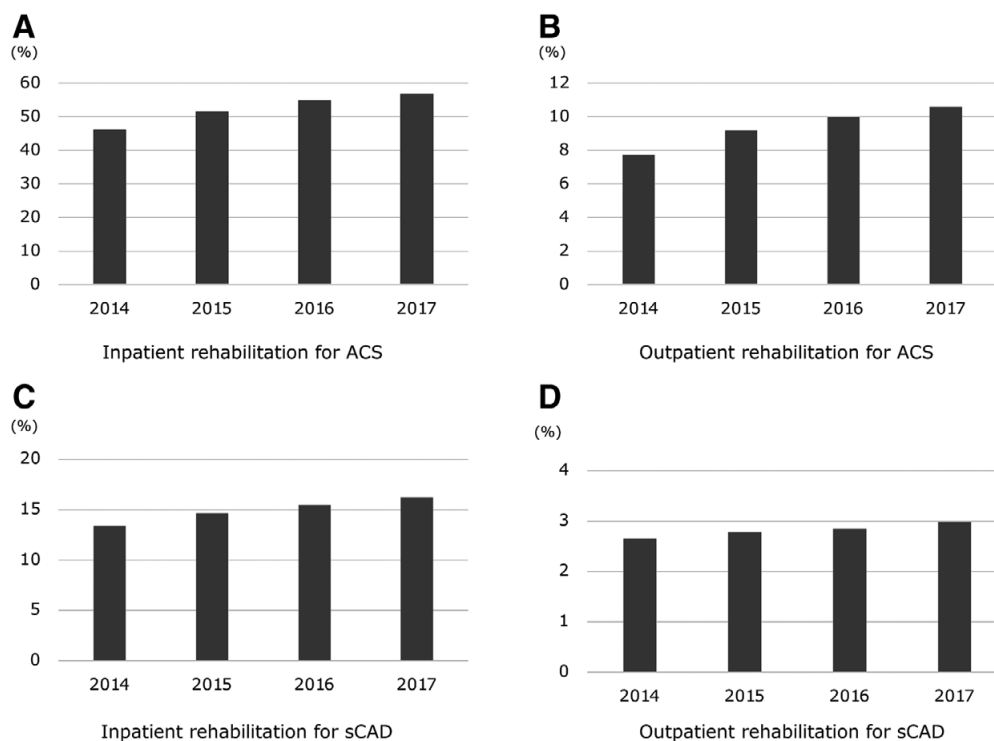 A
(%)
60
50
40
30
20
10
0
2014 2015 2016 2017
Inpatient rehabilitation for ACS
B
(%)
12
10
8
6
4
2
0
2014 2015 2016 2017
Outpatient rehabilitation for ACS
C
(%)
20
15
10
5
0
2014 2015 2016 2017
Inpatient rehabilitation for sCAD
D
(%)
4
3
2
1
0
2014 2015 2016 2017
Outpatient rehabilitation for sCAD